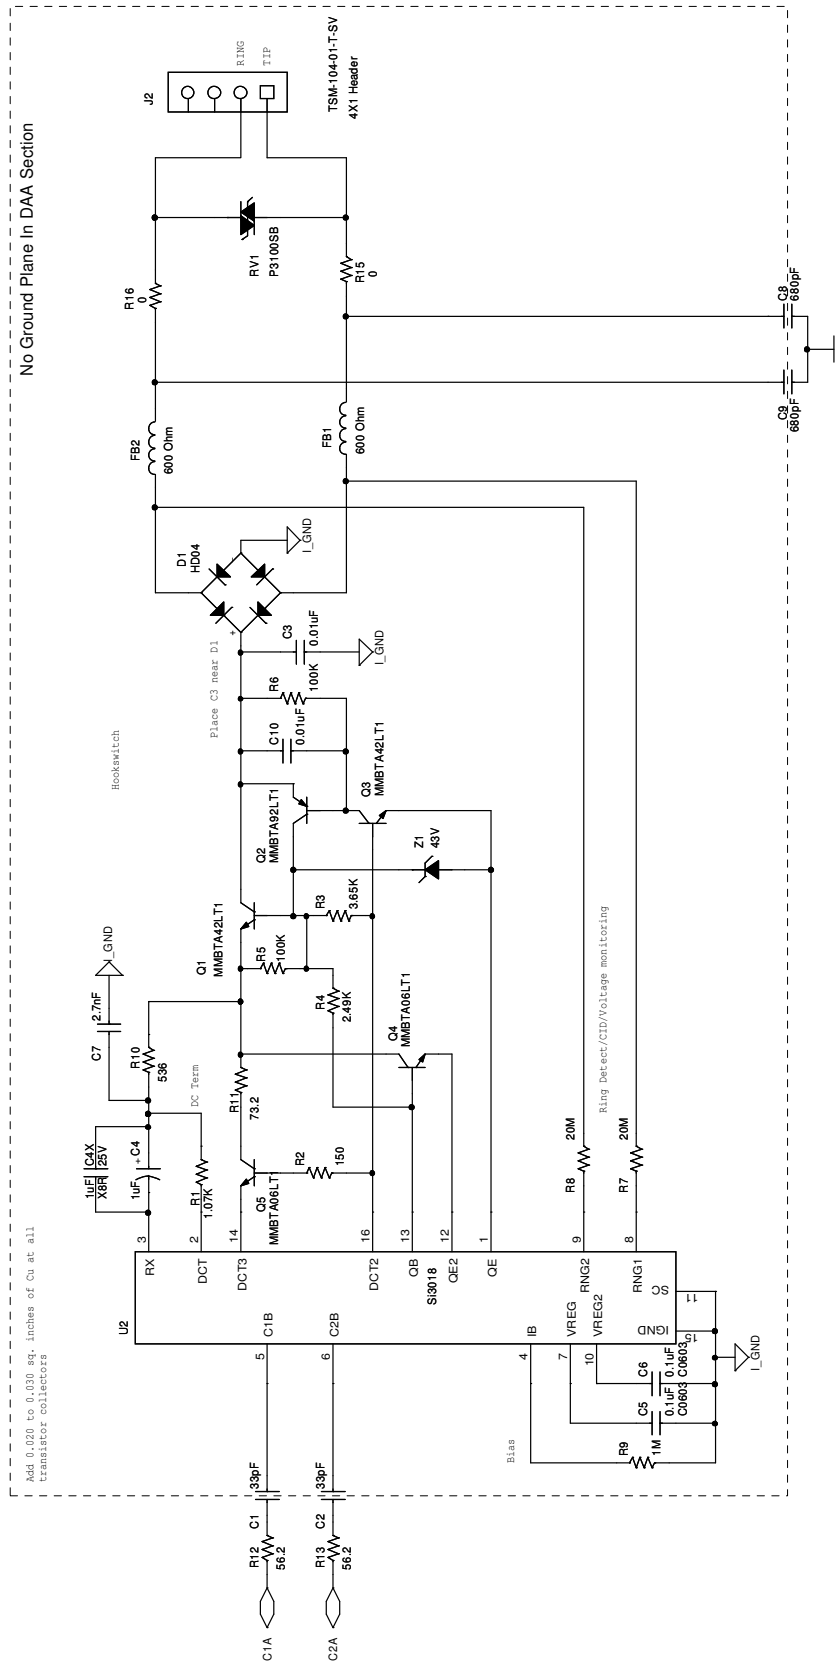 No Ground Plane In DAA Section
J2
RING
TIP
TSM-104-01-T-SV
4X1 Header
RV1
P3100SB
R16
0
R15
0
C8
680pF
C9
680pF
FB2
600 Ohm
FB1
600 Ohm
D1
HD04
-
+
I_GND
Place C3 near D1
C3
0.01uF
I_GND
R6
100K
C10
0.01uF
Hookswitch
Q2
MMBTA92LT1
Q3
MMBTA42LT1
Z1
43V
Q1
MMBTA42LT1
R3
3.65K
R5
100K
R4
2.49K
Q4
MMBTA06LT1
I_GND
2.7nF
C7
R10
536
DC Term
R11
73.2
C4X
1uF
25V
X8R
+
C4
1uF
R1
1.07K
Q5
MMBTA06LT1
R2
150
Ring Detect/CID/Voltage monitoring
R8
20M
R7
20M
3
2
14
16
13
12
1
9
8
RX
DCT
DCT3
DCT2
QB
QE2
QE
RNG2
RNG1
U2
Si3018
C1B
C2B
IB
VREG
VREG2
IGND
SC
11
15
5
6
4
7
10
I_GND
C6
0.1uF
C0603
C5
0.1uF
C0603
R9
1M
Bias
Add 0.020 to 0.030 sq. inches of Cu at all
transistor collectors
33pF
C1
R12
56.2
C1A
33pF
C2
R13
56.2
C2A